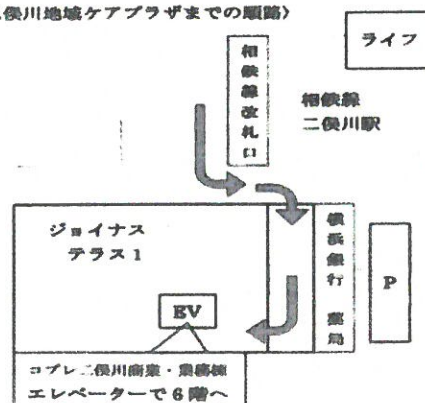 俣川地域ケアプラザまでの順路〉
ライフ
相鉄線改札口
相鉄線
二俣川駅
ジョイナス
テラス1
横浜銀行 薬局
P
EV
コプレ二俣川商業・業務棟
エレベーターで6階へ